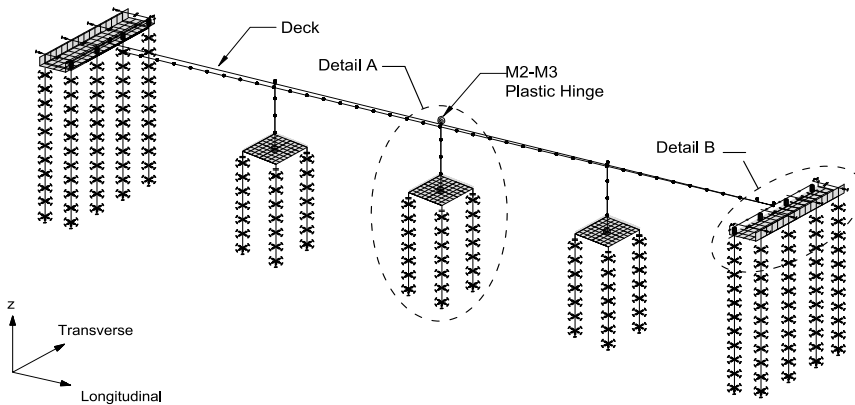 Deck
Detail A
M2-M3
Plastic Hinge
Detail B
z
Transverse
Longitudinal